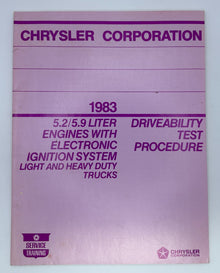 CHRYSLER CORPORATION
1983
5.2/5.9 LITER
ENGINES WITH
ELECTRONIC
IGNITION SYSTEM
LIGHT AND HEAVY DUTY
TRUCKS
DRIVEABILITY
TEST
PROCEDURE
SERVICE
TRAINING
CHRYSLER
CORPORATION